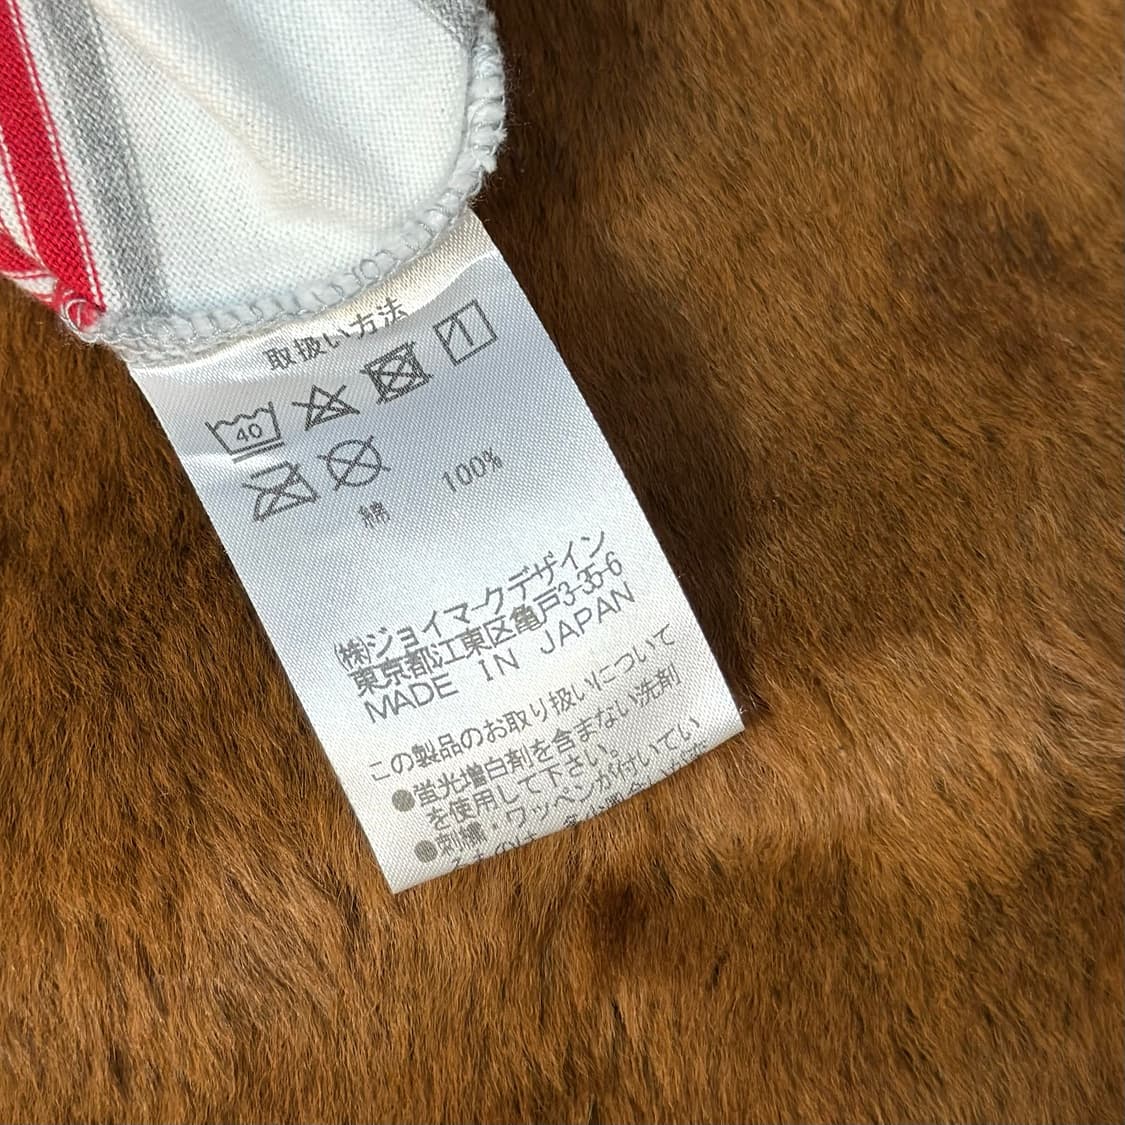 取扱い方法
40
綿 100%
(株)ジョイマークデザイン
東京都江東区亀戸3-35-6
MADE IN JAPAN
この製品のお取り扱いについて
●蛍光増白剤を含まない洗剤
を使用して下さい。
●刺繍・ワッペンが付いてい